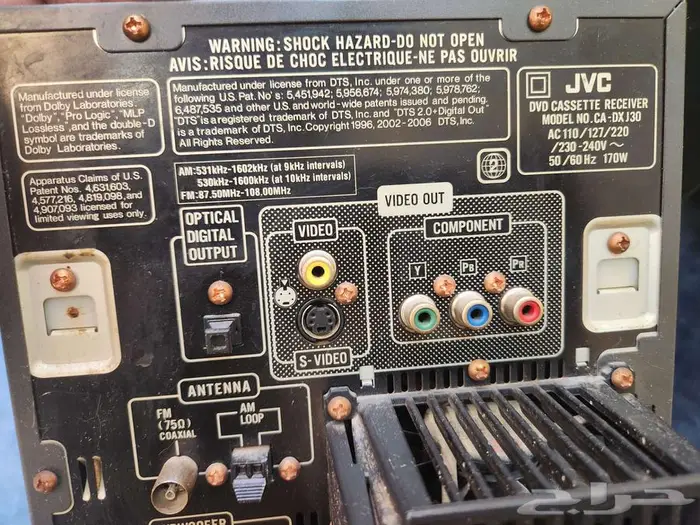 WARNING:SHOCK HAZARD-DO NOT OPEN
AVIS:RISQUE DE CHOC ELECTRIQUE-NE PAS OUVRIR
Manufactured under license
from Dolby Laboratories.
"Dolby", "Pro Logic", "MLP
Lossless", and the double-D
symbol are trademarks of
Dolby Laboratories.
Manufactured under license from DTS, Inc. under one or more of the
following U.S. Pat. No's: 5,451,942; 5,956,674; 5,974,380; 5,978,762;
6,487,535 and other U.S. and world-wide patents issued and pending.
"DTS" is a registered trademark of DTS, Inc. and "DTS 2.0+Digital Out"
is a trademark of DTS, Inc. Copyright 1996, 2002-2006 DTS, Inc.
All Rights Reserved.
JVC
DVD CASSETTE RECEIVER
MODEL NO. CA-DXJ30
AC 110/127/220
/230-240V ~
50/60Hz 170W
Apparatus Claims of U.S.
Patent Nos. 4,631,603,
4,577,216, 4,819,098, and
4,907,093 licensed for
limited viewing uses only.
AM:531kHz-1602kHz (at 9kHz intervals)
530kHz-1600kHz (at 10kHz intervals)
FM:87.50MHz-108.00MHz
VIDEO OUT
OPTICAL
DIGITAL
OUTPUT
VIDEO
S-VIDEO
COMPONENT
Y
PB
PR
ANTENNA
FM
(75Ω)
COAXIAL
AM
LOOP
SUBWOOFER
حراج